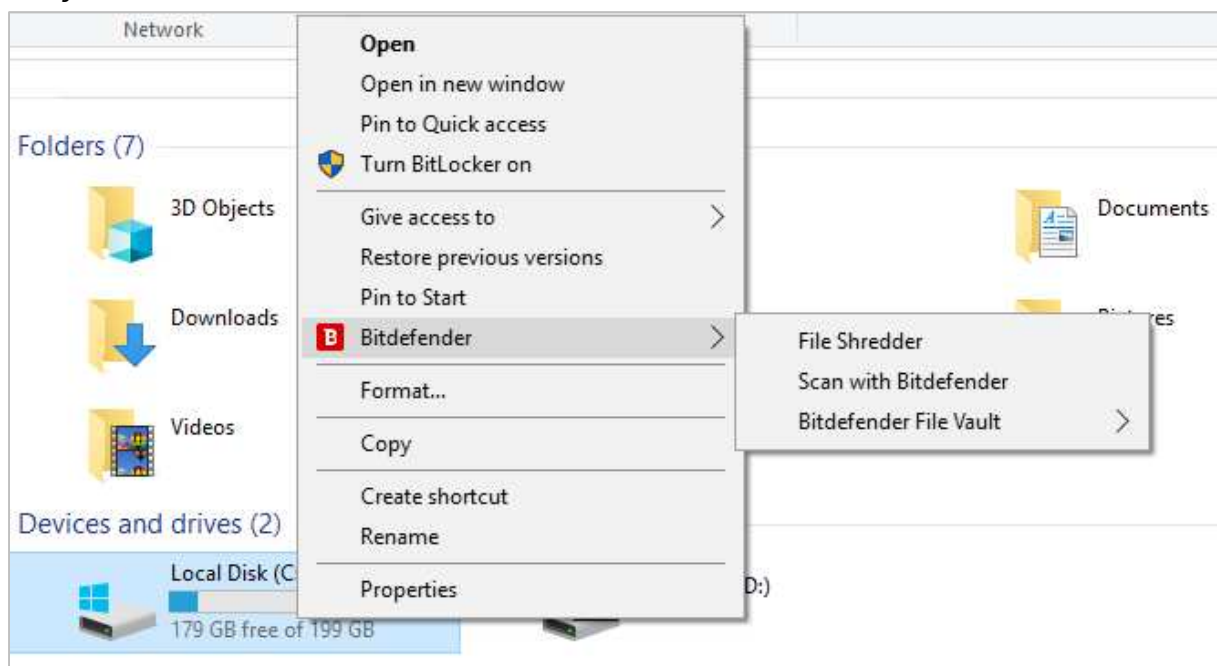 Network
Open
Open in new window
Pin to Quick access
Turn BitLocker on
Give access to
Restore previous versions
Pin to Start
B Bitdefender
Format...
Copy
Create shortcut
Rename
Properties
File Shredder
Scan with Bitdefender
Bitdefender File Vault
Folders (7)
3D Objects
Documents
Downloads
Videos
Devices and drives (2)
Local Disk (C
179 GB free of 199 GB
D:)